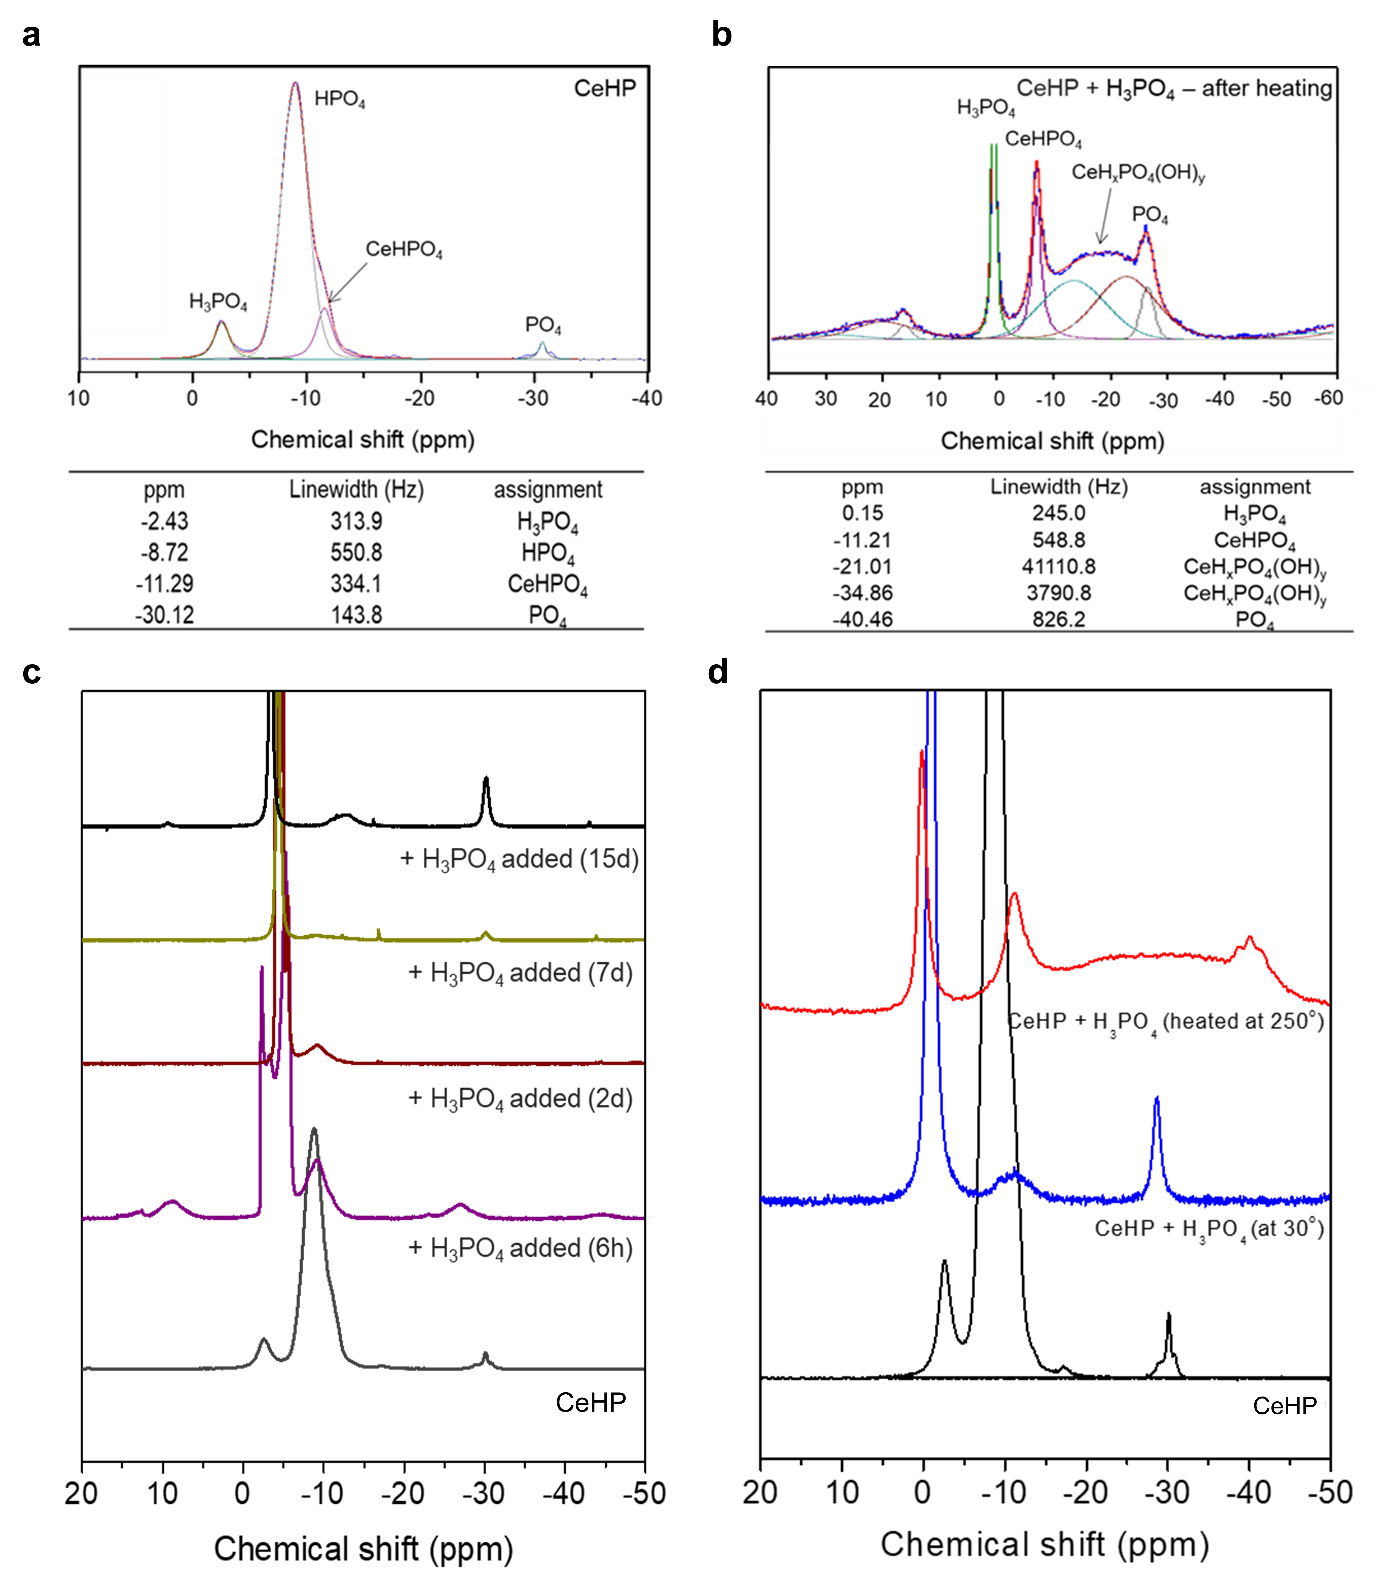 a
CeHP
HPO₄
CeHPO₄
H₃PO₄
PO₄
10 0 -10 -20 -30 -40
Chemical shift (ppm)
ppm Linewidth (Hz) assignment
-2.43 313.9 H₃PO₄
-8.72 550.8 HPO₄
-11.29 334.1 CeHPO₄
-30.12 143.8 PO₄
b
CeHP + H₃PO₄ – after heating
H₃PO₄
CeHPO₄
CeHₓPO₄(OH)ᵧ
PO₄
40 30 20 10 0 -10 -20 -30 -40 -50 -60
Chemical shift (ppm)
ppm Linewidth (Hz) assignment
0.15 245.0 H₃PO₄
-11.21 548.8 CeHPO₄
-21.01 41110.8 CeHₓPO₄(OH)ᵧ
-34.86 3790.8 CeHₓPO₄(OH)ᵧ
-40.46 826.2 PO₄
c
+ H₃PO₄ added (15d)
+ H₃PO₄ added (7d)
+ H₃PO₄ added (2d)
+ H₃PO₄ added (6h)
CeHP
20 10 0 -10 -20 -30 -40 -50
Chemical shift (ppm)
d
CeHP + H₃PO₄ (heated at 250°)
CeHP + H₃PO₄ (at 30°)
CeHP
20 10 0 -10 -20 -30 -40 -50
Chemical shift (ppm)